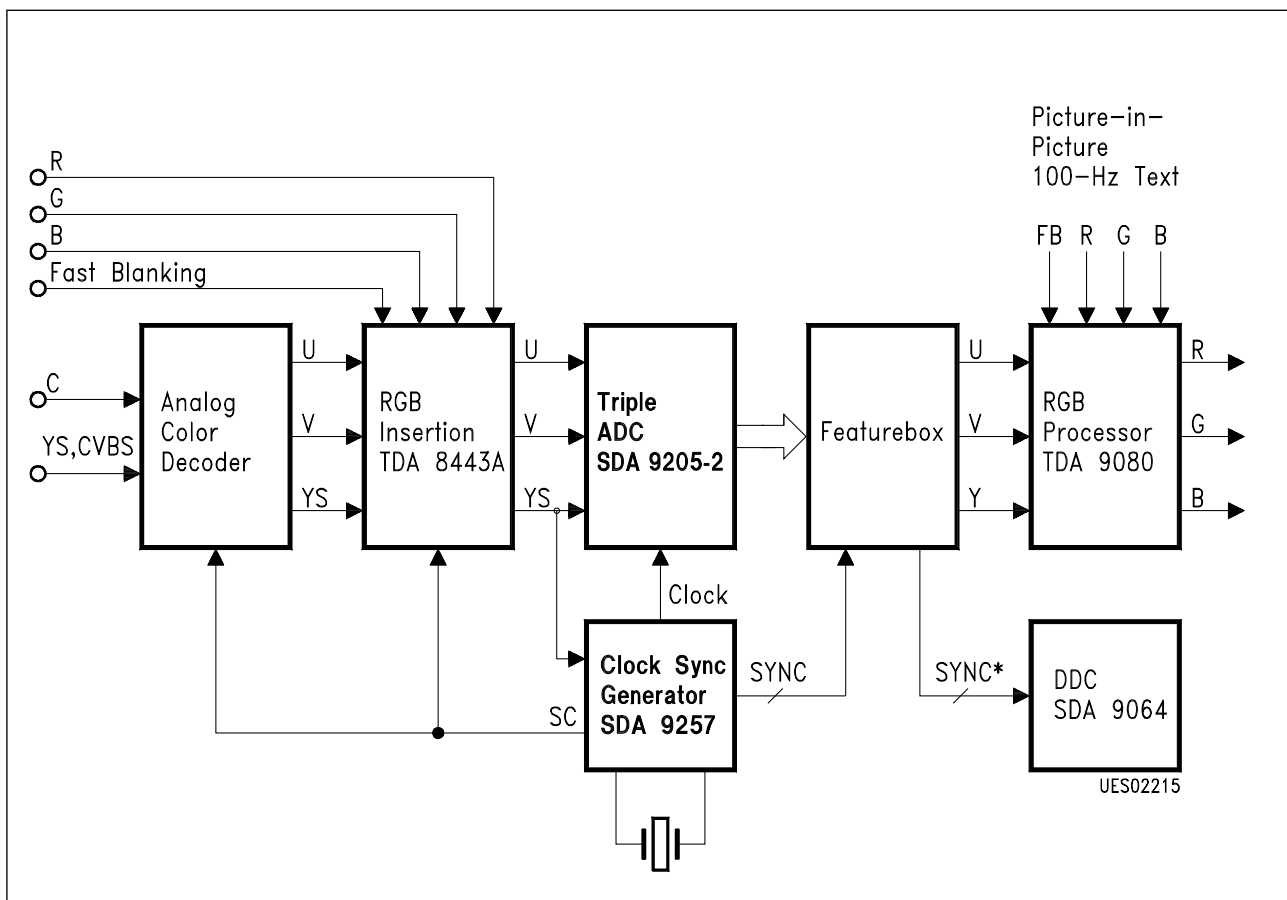 Picture-in-
Picture
100-Hz Text
R
G
B
Fast Blanking
FB R G B
C
YS,CVBS
Analog
Color
Decoder
U
V
YS
RGB
Insertion
TDA 8443A
U
V
YS
Triple
ADC
SDA 9205-2
Featurebox
U
V
Y
RGB
Processor
TDA 9080
R
G
B
Clock
Clock Sync
Generator
SDA 9257
SC
SYNC
SYNC*
DDC
SDA 9064
UES02215